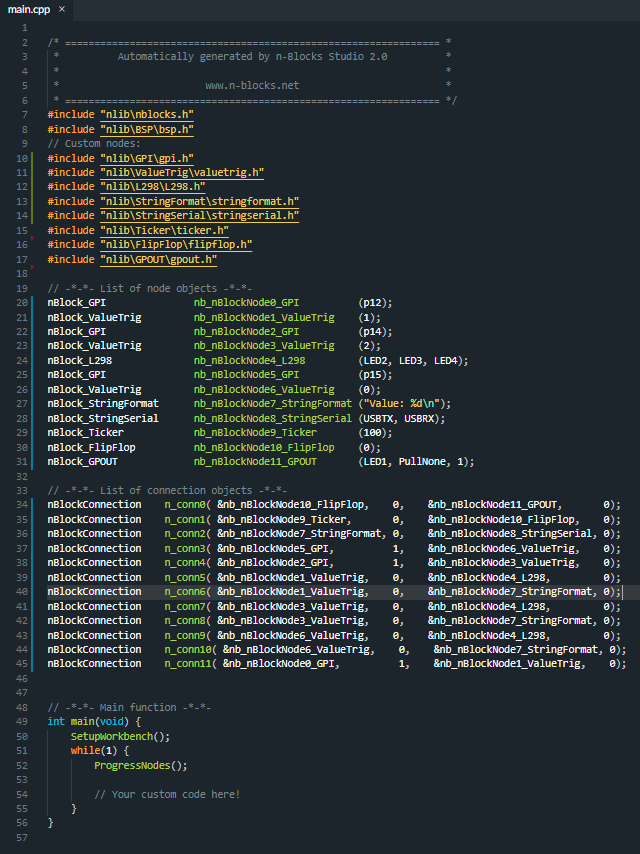 main.cpp ×
1
2 /* ================================================================ *
3 * Automatically generated by n-Blocks Studio 2.0 *
4 * *
5 * www.n-blocks.net *
6 * ================================================================ */
7 #include "nlib\nblocks.h"
8 #include "nlib\BSP\bsp.h"
9 // Custom nodes:
10 #include "nlib\GPI\gpi.h"
11 #include "nlib\ValueTrig\valuetrig.h"
12 #include "nlib\L298\L298.h"
13 #include "nlib\StringFormat\stringformat.h"
14 #include "nlib\StringSerial\stringserial.h"
15 #include "nlib\Ticker\ticker.h"
16 #include "nlib\FlipFlop\flipflop.h"
17 #include "nlib\GPOUT\gpout.h"
18
19 // -*-*- List of node objects -*-*-
20 nBlock_GPI nb_nBlockNode0_GPI (p12);
21 nBlock_ValueTrig nb_nBlockNode1_ValueTrig (1);
22 nBlock_GPI nb_nBlockNode2_GPI (p14);
23 nBlock_ValueTrig nb_nBlockNode3_ValueTrig (2);
24 nBlock_L298 nb_nBlockNode4_L298 (LED2, LED3, LED4);
25 nBlock_GPI nb_nBlockNode5_GPI (p15);
26 nBlock_ValueTrig nb_nBlockNode6_ValueTrig (0);
27 nBlock_StringFormat nb_nBlockNode7_StringFormat ("Value: %d\n");
28 nBlock_StringSerial nb_nBlockNode8_StringSerial (USBTX, USBRX);
29 nBlock_Ticker nb_nBlockNode9_Ticker (100);
30 nBlock_FlipFlop nb_nBlockNode10_FlipFlop (0);
31 nBlock_GPOUT nb_nBlockNode11_GPOUT (LED1, PullNone, 1);
32
33 // -*-*- List of connection objects -*-*-
34 nBlockConnection n_conn0( &nb_nBlockNode10_FlipFlop, 0, &nb_nBlockNode11_GPOUT, 0);
35 nBlockConnection n_conn1( &nb_nBlockNode9_Ticker, 0, &nb_nBlockNode10_FlipFlop, 0);
36 nBlockConnection n_conn2( &nb_nBlockNode7_StringFormat, 0, &nb_nBlockNode8_StringSerial, 0);
37 nBlockConnection n_conn3( &nb_nBlockNode5_GPI, 1, &nb_nBlockNode6_ValueTrig, 0);
38 nBlockConnection n_conn4( &nb_nBlockNode2_GPI, 1, &nb_nBlockNode3_ValueTrig, 0);
39 nBlockConnection n_conn5( &nb_nBlockNode1_ValueTrig, 0, &nb_nBlockNode4_L298, 0);
40 nBlockConnection n_conn6( &nb_nBlockNode1_ValueTrig, 0, &nb_nBlockNode7_StringFormat, 0);
41 nBlockConnection n_conn7( &nb_nBlockNode3_ValueTrig, 0, &nb_nBlockNode4_L298, 0);
42 nBlockConnection n_conn8( &nb_nBlockNode3_ValueTrig, 0, &nb_nBlockNode7_StringFormat, 0);
43 nBlockConnection n_conn9( &nb_nBlockNode6_ValueTrig, 0, &nb_nBlockNode4_L298, 0);
44 nBlockConnection n_conn10( &nb_nBlockNode6_ValueTrig, 0, &nb_nBlockNode7_StringFormat, 0);
45 nBlockConnection n_conn11( &nb_nBlockNode0_GPI, 1, &nb_nBlockNode1_ValueTrig, 0);
46
47
48 // -*-*- Main function -*-*-
49 int main(void) {
50 SetupWorkbench();
51 while(1) {
52 ProgressNodes();
53
54 // Your custom code here!
55 }
56 }
57